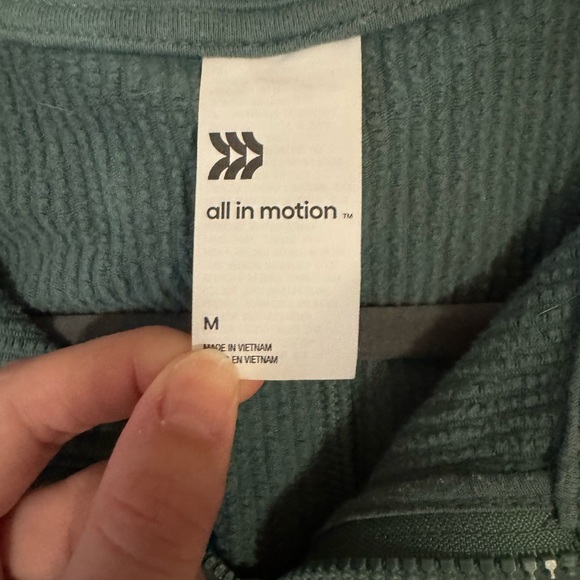 all in motion ™
M
MADE IN VIETNAM
EN VIETNAM